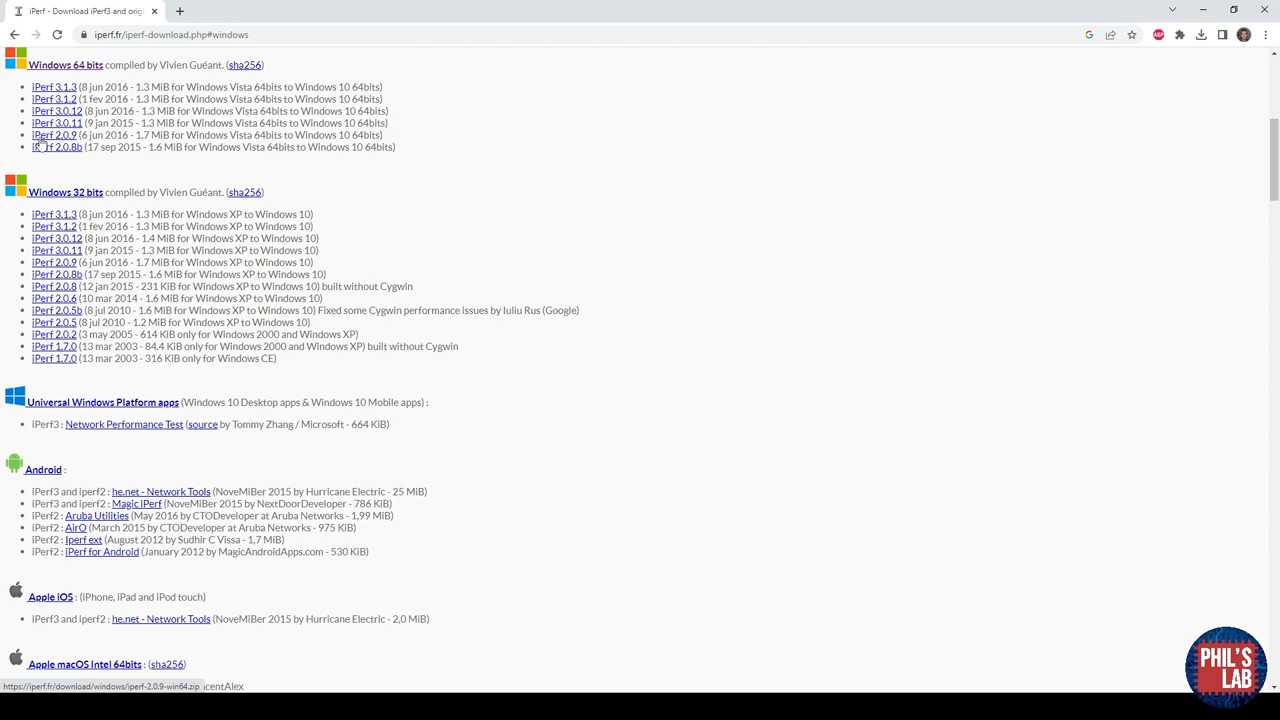 iPerf - Download iPerf3 and origi
iperf.fr/iperf-download.php#windows
Windows 64 bits compiled by Vivien Guéant. (sha256)
iPerf 3.1.3 (8 jun 2016 - 1.3 MiB for Windows Vista 64bits to Windows 10 64bits)
iPerf 3.1.2 (1 fev 2016 - 1.3 MiB for Windows Vista 64bits to Windows 10 64bits)
iPerf 3.0.12 (8 jun 2016 - 1.3 MiB for Windows Vista 64bits to Windows 10 64bits)
iPerf 3.0.11 (9 jan 2015 - 1.3 MiB for Windows Vista 64bits to Windows 10 64bits)
iPerf 2.0.9 (6 jun 2016 - 1.7 MiB for Windows Vista 64bits to Windows 10 64bits)
iPerf 2.0.8b (17 sep 2015 - 1.6 MiB for Windows Vista 64bits to Windows 10 64bits)
Windows 32 bits compiled by Vivien Guéant. (sha256)
iPerf 3.1.3 (8 jun 2016 - 1.3 MiB for Windows XP to Windows 10)
iPerf 3.1.2 (1 fev 2016 - 1.3 MiB for Windows XP to Windows 10)
iPerf 3.0.12 (8 jun 2016 - 1.4 MiB for Windows XP to Windows 10)
iPerf 3.0.11 (9 jan 2015 - 1.3 MiB for Windows XP to Windows 10)
iPerf 2.0.9 (6 jun 2016 - 1.7 MiB for Windows XP to Windows 10)
iPerf 2.0.8b (17 sep 2015 - 1.6 MiB for Windows XP to Windows 10)
iPerf 2.0.8 (12 jan 2015 - 231 KiB for Windows XP to Windows 10) built without Cygwin
iPerf 2.0.6 (10 mar 2014 - 1.6 MiB for Windows XP to Windows 10)
iPerf 2.0.5b (8 jul 2010 - 1.6 MiB for Windows XP to Windows 10) Fixed some Cygwin performance issues by Iuliu Rus (Google)
iPerf 2.0.5 (8 jul 2010 - 1.2 MiB for Windows XP to Windows 10)
iPerf 2.0.2 (3 may 2005 - 614 KiB only for Windows 2000 and Windows XP)
iPerf 1.7.0 (13 mar 2003 - 84.4 KiB only for Windows 2000 and Windows XP) built without Cygwin
iPerf 1.7.0 (13 mar 2003 - 316 KiB only for Windows CE)
Universal Windows Platform apps (Windows 10 Desktop apps & Windows 10 Mobile apps) :
iPerf3 : Network Performance Test (source by Tommy Zhang / Microsoft - 664 KiB)
Android :
iPerf3 and iperf2 : he.net - Network Tools (NoveMiBer 2015 by Hurricane Electric - 25 MiB)
iPerf3 and iperf2 : Magic iPerf (NoveMiBer 2015 by NextDoorDeveloper - 786 KiB)
iPerf2 : Aruba Utilities (May 2016 by CTODeveloper at Aruba Networks - 1,99 MiB)
iPerf2 : AirO (March 2015 by CTODeveloper at Aruba Networks - 975 KiB)
iPerf2 : Iperf ext (August 2012 by Sudhir C Vissa - 1,7 MiB)
iPerf2 : iPerf for Android (January 2012 by MagicAndroidApps.com - 530 KiB)
Apple iOS : (iPhone, iPad and iPod touch)
iPerf3 and iperf2 : he.net - Network Tools (NoveMiBer 2015 by Hurricane Electric - 2,0 MiB)
Apple macOS Intel 64bits : (sha256)
https://iperf.fr/download/windows/iperf-2.0.9-win64.zip
centAlex
PHIL'S
LAB